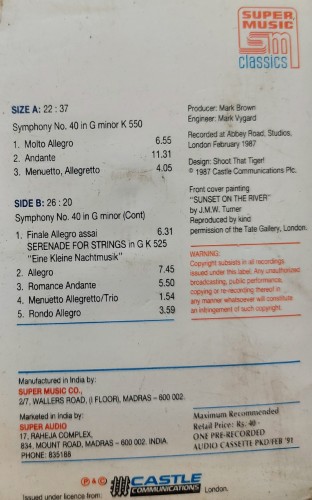 SUPER MUSIC
sm
classics
SIZE A: 22 : 37
Symphony No. 40 in G minor K 550
1. Molto Allegro 6.55
2. Andante 11.31
3. Menuetto, Allegretto 4.05
SIDE B: 26 : 20
Symphony No. 40 in G minor (Cont)
1. Finale Allegro assai 6.31
SERENADE FOR STRINGS in G K 525
"Eine Kleine Nachtmusik"
2. Allegro 7.45
3. Romance Andante 5.50
4. Menuetto Allegretto/Trio 1.54
5. Rondo Allegro 3.59
Producer: Mark Brown
Engineer: Mark Vygard
Recorded at Abbey Road, Studios,
London February 1987
Design: Shoot That Tiger!
© 1987 Castle Communications Plc.
Front cover painting
"SUNSET ON THE RIVER"
by J.M.W. Turner
Reproduced by kind
permission of the Tate Gallery, London.
WARNING:
Copyright subsists in all recordings
issued under this label. Any unauthorised
broadcasting, public performance,
copying or re-recording thereof in
any manner whatsoever will constitute
an infringement of such copyright.
Manufactured in India by:
SUPER MUSIC CO.,
2/7, WALLERS ROAD, (I FLOOR), MADRAS – 600 002.
Marketed in India by:
SUPER AUDIO
17, RAHEJA COMPLEX,
834, MOUNT ROAD, MADRAS – 600 002. INDIA.
PHONE: 835166
Maximum Recommended
Retail Price: Rs. 40 -
ONE PRE-RECORDED
AUDIO CASSETTE PKD/FEB '91
Issued under licence from: ℗ & © CASTLE COMMUNICATIONS London.